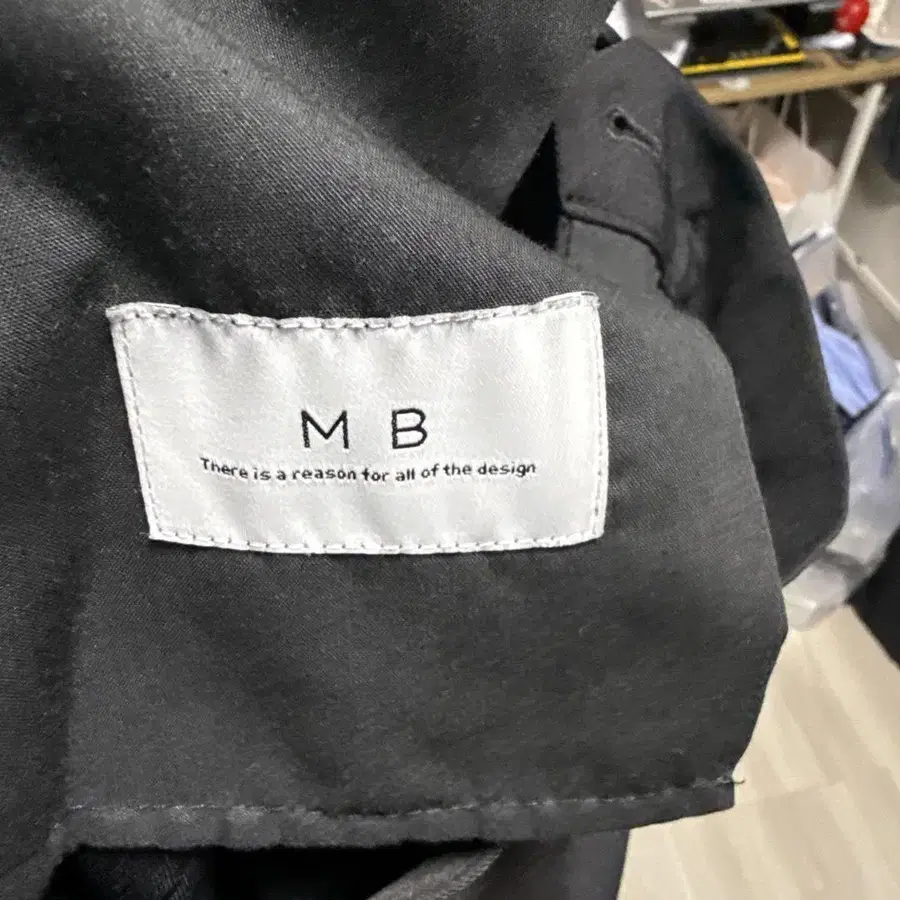 M B
There is a reason for all of the design